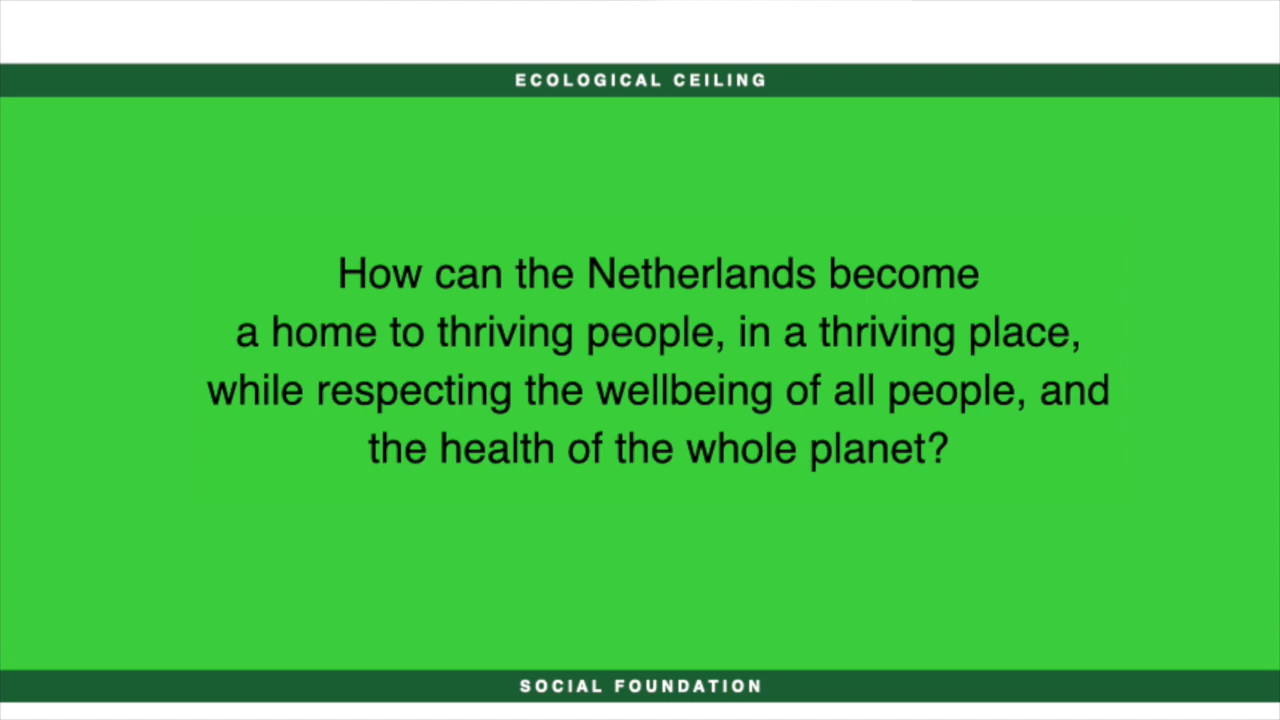 ECOLOGICAL CEILING
How can the Netherlands become
a home to thriving people, in a thriving place,
while respecting the wellbeing of all people, and
the health of the whole planet?
SOCIAL FOUNDATION